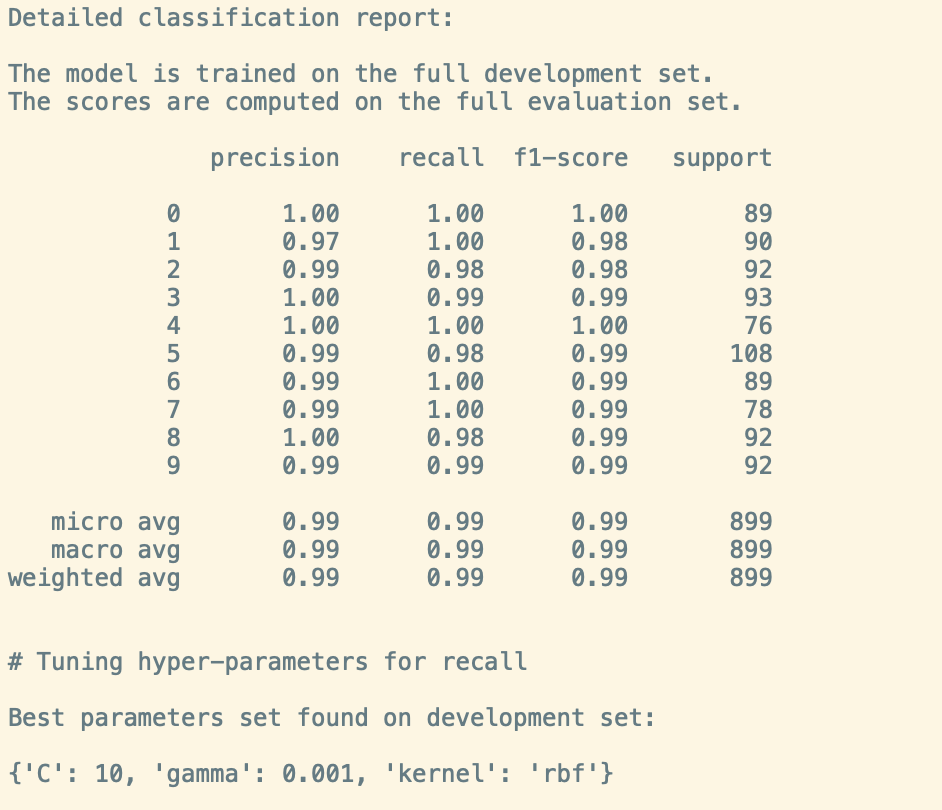 Detailed classification report:
The model is trained on the full development set.
The scores are computed on the full evaluation set.
precision recall f1-score support
0 1.00 1.00 1.00 89
1 0.97 1.00 0.98 90
2 0.99 0.98 0.98 92
3 1.00 0.99 0.99 93
4 1.00 1.00 1.00 76
5 0.99 0.98 0.99 108
6 0.99 1.00 0.99 89
7 0.99 1.00 0.99 78
8 1.00 0.98 0.99 92
9 0.99 0.99 0.99 92
micro avg 0.99 0.99 0.99 899
macro avg 0.99 0.99 0.99 899
weighted avg 0.99 0.99 0.99 899
# Tuning hyper-parameters for recall
Best parameters set found on development set:
{'C': 10, 'gamma': 0.001, 'kernel': 'rbf'}